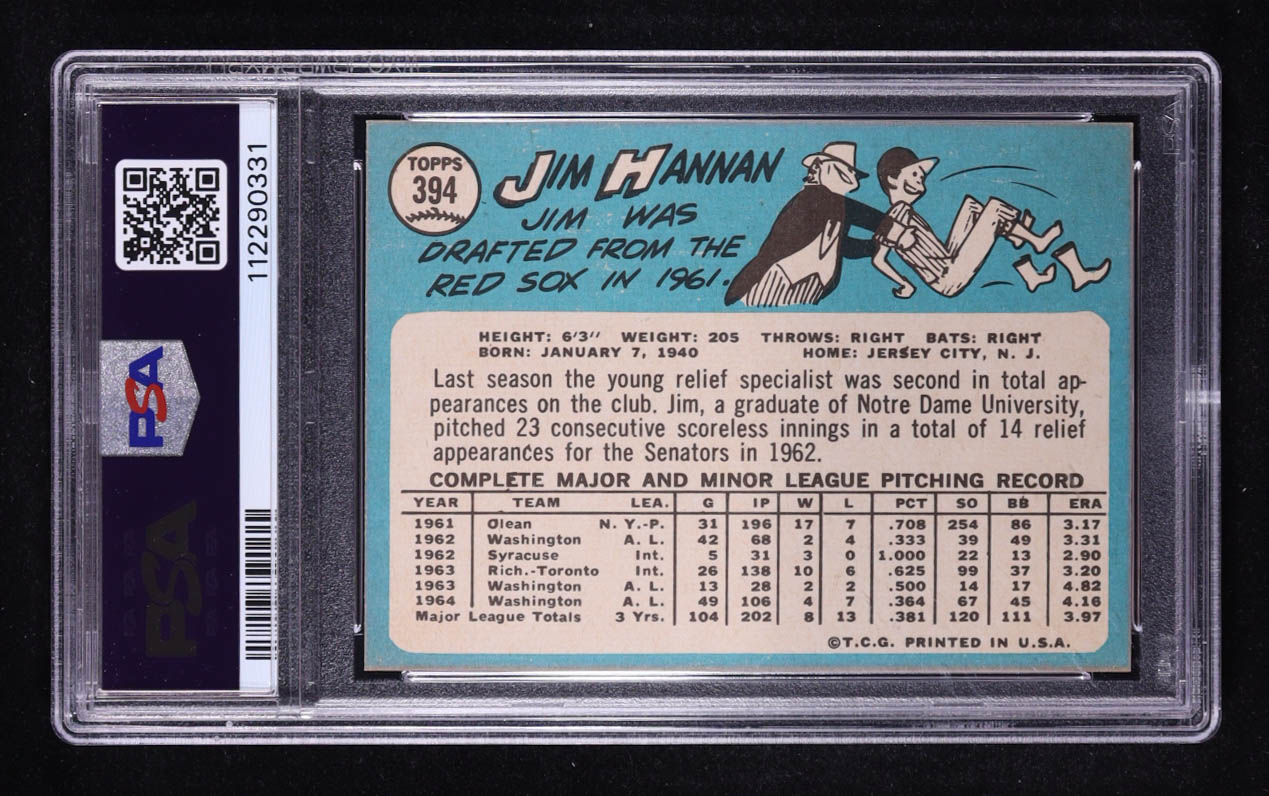 112290331
PSA
PSA
TOPPS
394
JIM HANNAN
JIM WAS
DRAFTED FROM THE
RED SOX IN 1961.
HEIGHT: 6'3" WEIGHT: 205 THROWS: RIGHT BATS: RIGHT
BORN: JANUARY 7, 1940 HOME: JERSEY CITY, N. J.
Last season the young relief specialist was second in total ap-
pearances on the club. Jim, a graduate of Notre Dame University,
pitched 23 consecutive scoreless innings in a total of 14 relief
appearances for the Senators in 1962.
COMPLETE MAJOR AND MINOR LEAGUE PITCHING RECORD
YEAR TEAM LEA. G IP W L PCT SO BB ERA
1961 Olean N. Y.-P. 31 196 17 7 .708 254 86 3.17
1962 Washington A. L. 42 68 2 4 .333 39 49 3.31
1962 Syracuse Int. 5 31 3 0 1.000 22 13 2.90
1963 Rich.-Toronto Int. 26 138 10 6 .625 99 37 3.20
1963 Washington A. L. 13 28 2 2 .500 14 17 4.82
1964 Washington A. L. 49 106 4 7 .364 67 45 4.16
Major League Totals 3 Yrs. 104 202 8 13 .381 120 111 3.97
©T.C.G. PRINTED IN U.S.A.
PSA